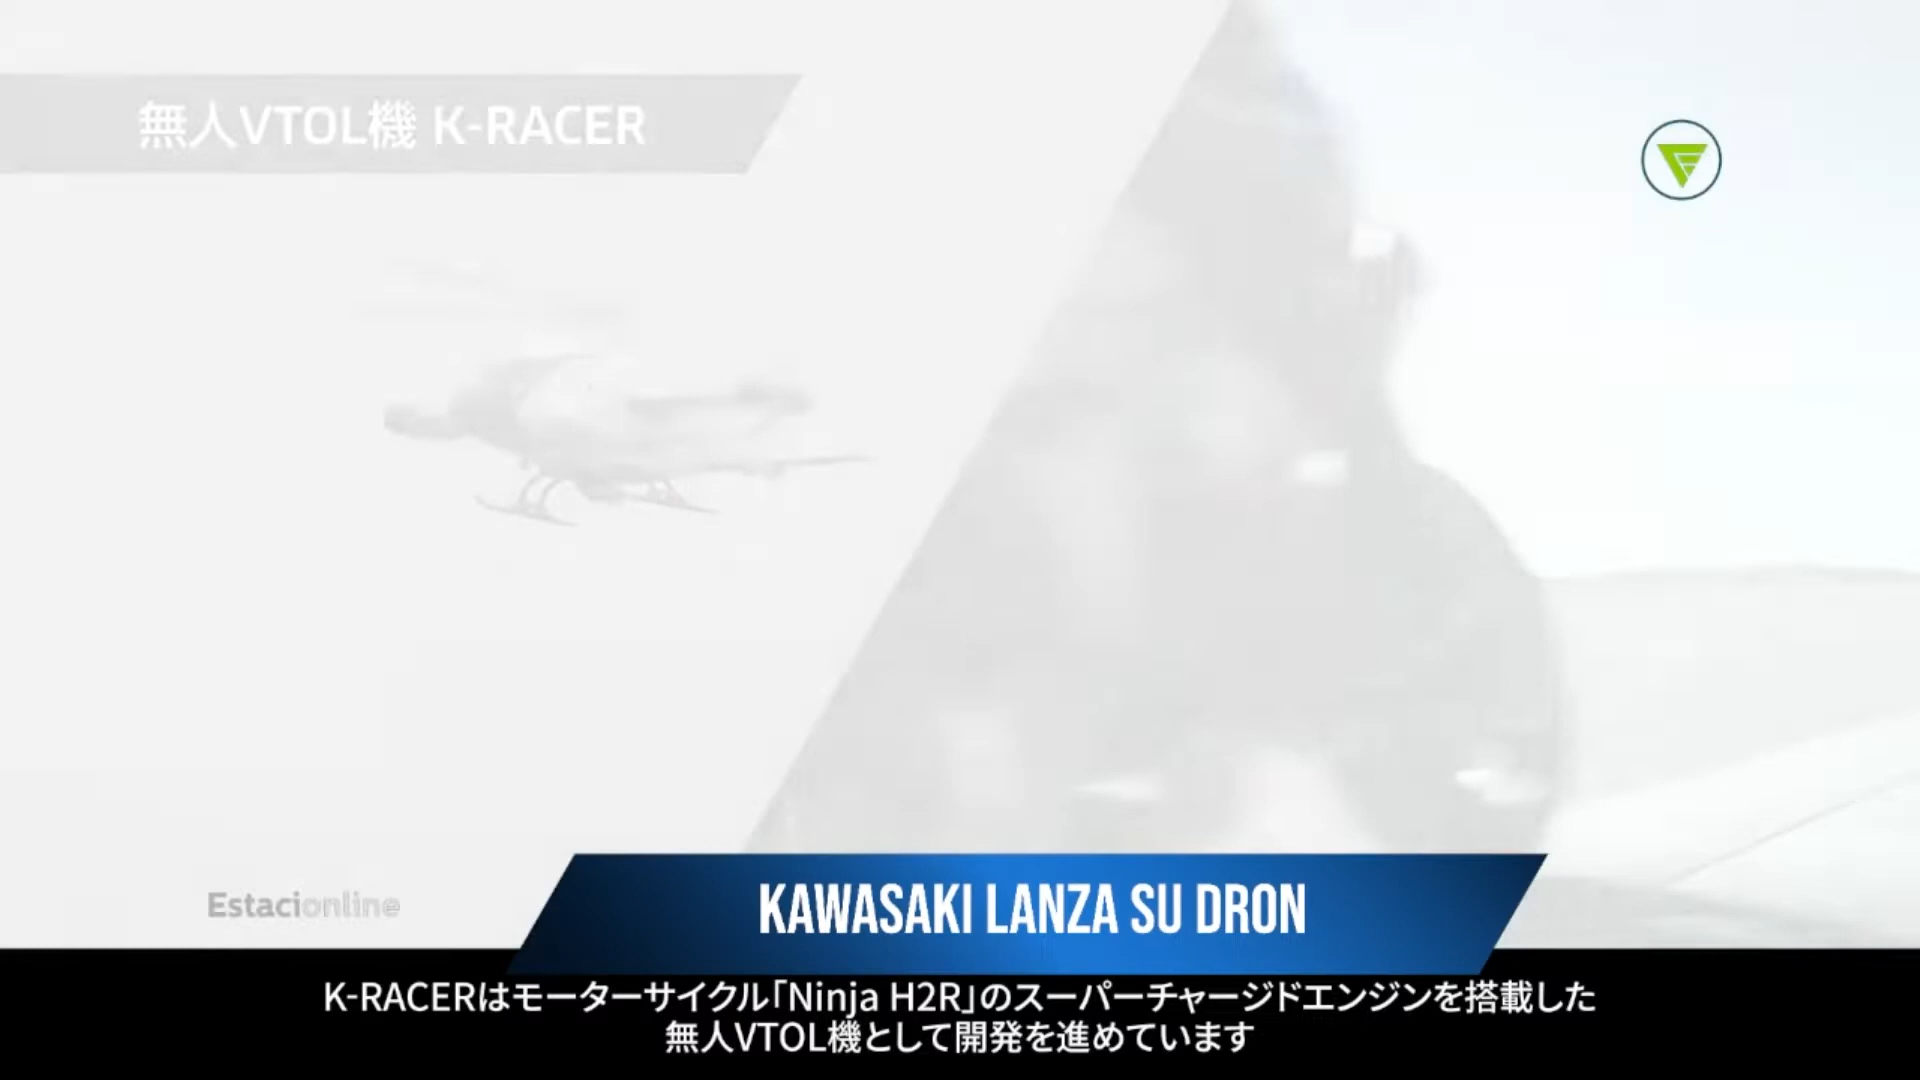 無人VTOL機 K-RACER
Estacionline
KAWASAKI LANZA SU DRON
K-RACERはモーターサイクル「Ninja H2R」のスーパーチャージドエンジンを搭載した
無人VTOL機として開発を進めています